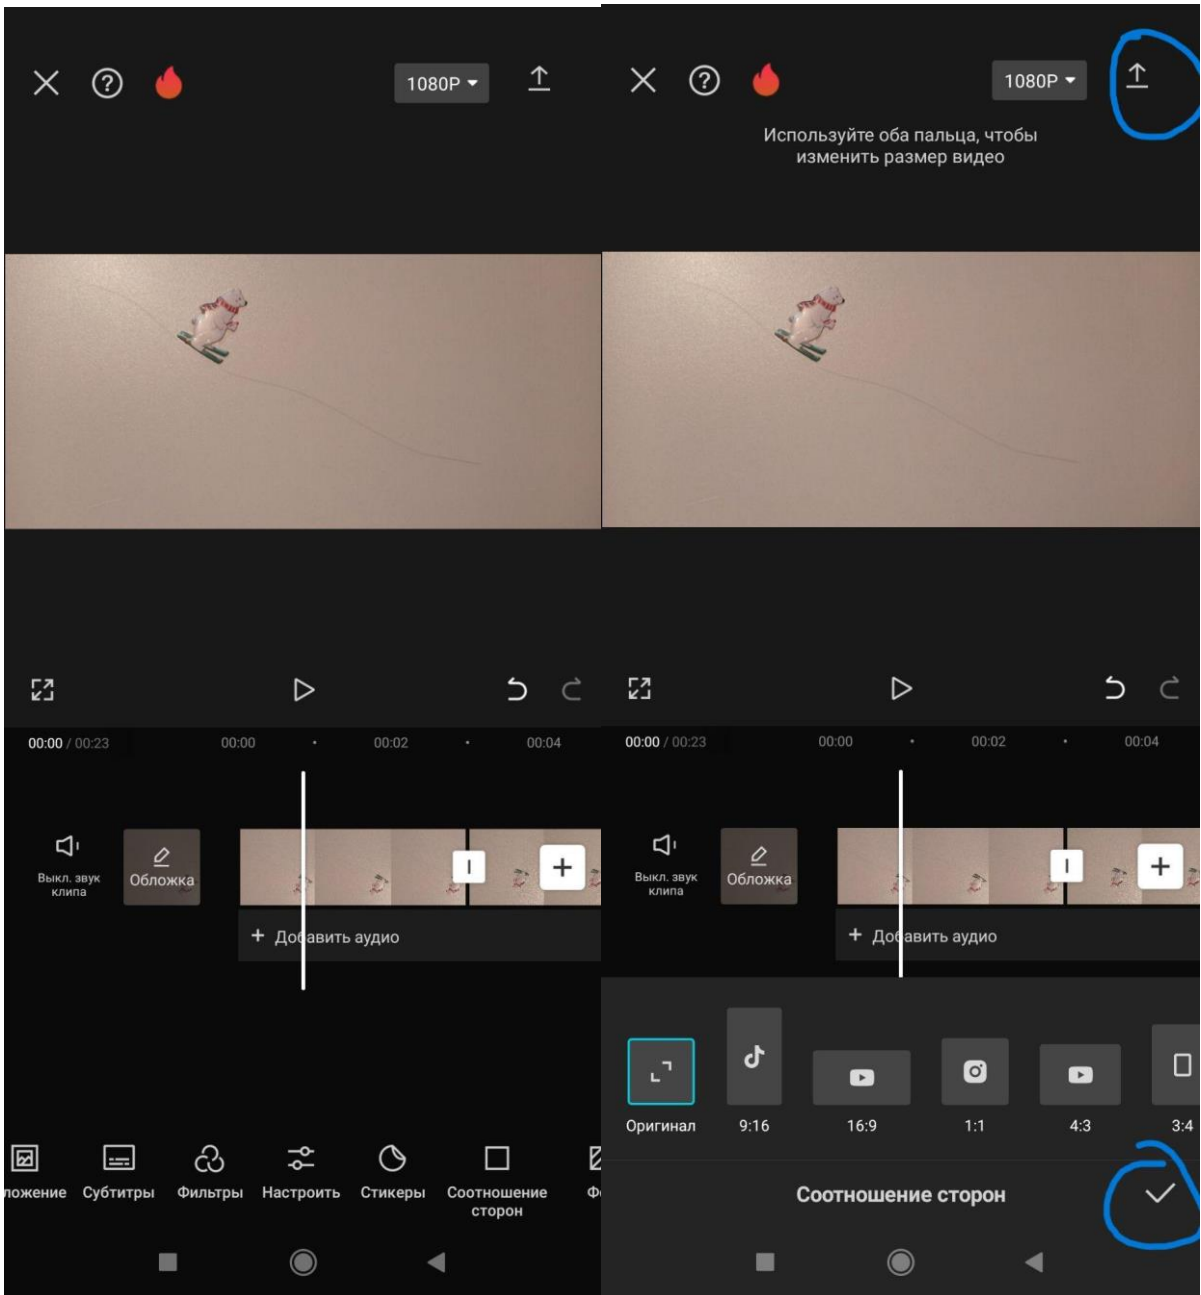 1080P
1080P
Используйте оба пальца, чтобы
изменить размер видео
00:00 / 00:23
00:00
00:02
00:04
Выкл. звук
клипа
Обложка
+ Добавить аудио
ложение
Субтитры
Фильтры
Настроить
Стикеры
Соотношение
сторон
Ф
00:00 / 00:23
00:00
00:02
00:04
Выкл. звук
клипа
Обложка
+ Добавить аудио
Оригинал
9:16
16:9
1:1
4:3
3:4
Соотношение сторон